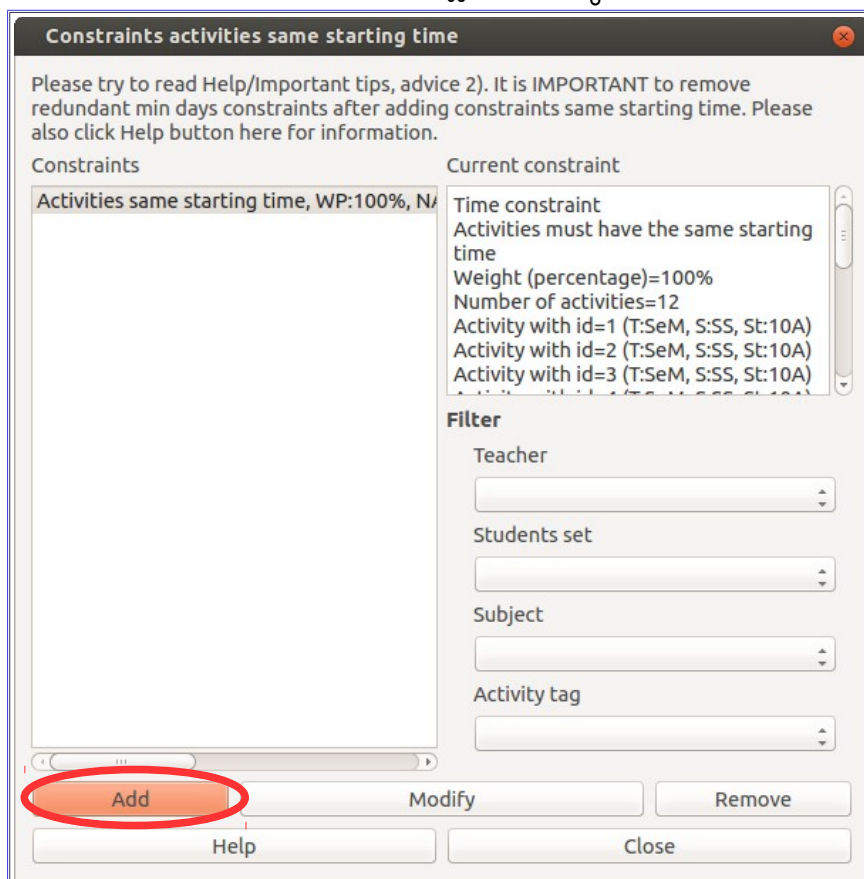 Constraints activities same starting time
Please try to read Help/Important tips, advice 2). It is IMPORTANT to remove
redundant min days constraints after adding constraints same starting time. Please
also click Help button here for information.
Constraints
Activities same starting time, WP:100%, NA
Current constraint
Time constraint
Activities must have the same starting
time
Weight (percentage)=100%
Number of activities=12
Activity with id=1 (T:SeM, S:SS, St:10A)
Activity with id=2 (T:SeM, S:SS, St:10A)
Activity with id=3 (T:SeM, S:SS, St:10A)
Filter
Teacher
Students set
Subject
Activity tag
Add
Modify
Remove
Help
Close